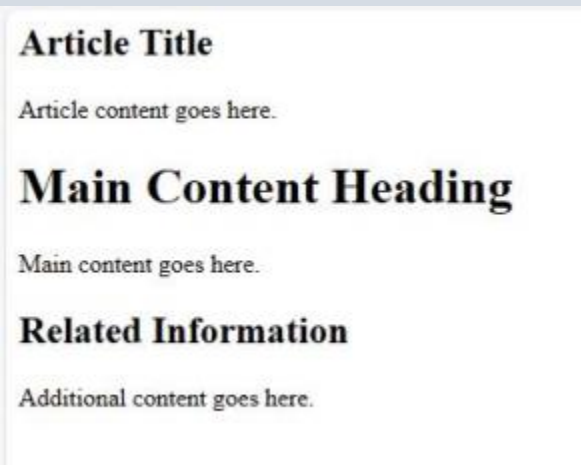 Article Title
Article content goes here.
Main Content Heading
Main content goes here.
Related Information
Additional content goes here.